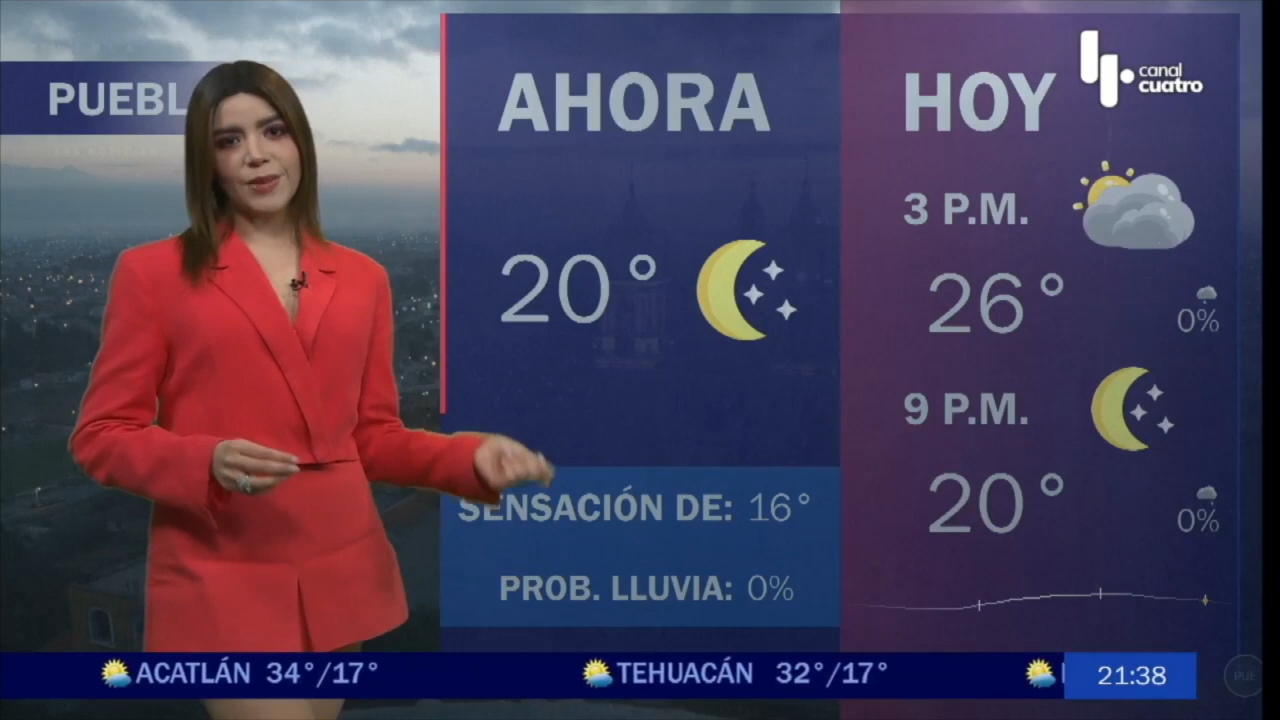 PUEBL
AHORA
20°
SENSACIÓN DE: 16°
PROB. LLUVIA: 0%
HOY
canal
cuatro
3 P.M.
26°
0%
9 P.M.
20°
0%
ACATLÁN 34°/17°
TEHUACÁN 32°/17°
21:38
PUE